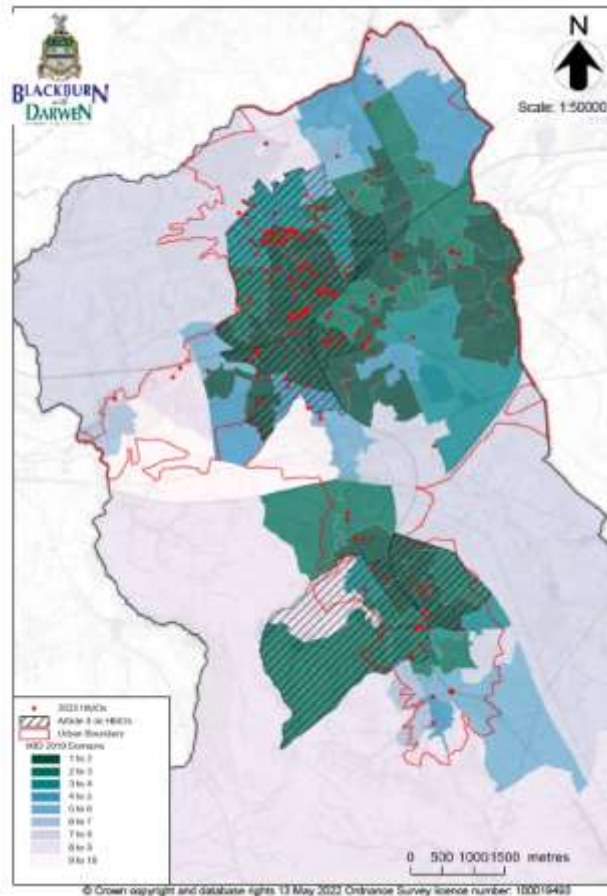 BLACKBURN
with
DARWEN
N
Scale: 1:50000
2022 HMOs
Article 4 on HMOs
Urban Boundary
IMD 2019 Domains
1 to 2
2 to 3
3 to 4
4 to 5
5 to 6
6 to 7
7 to 8
8 to 9
9 to 10
0 500 1000 1500 metres
© Crown copyright and database rights 13 May 2022 Ordnance Survey licence number: 100019493